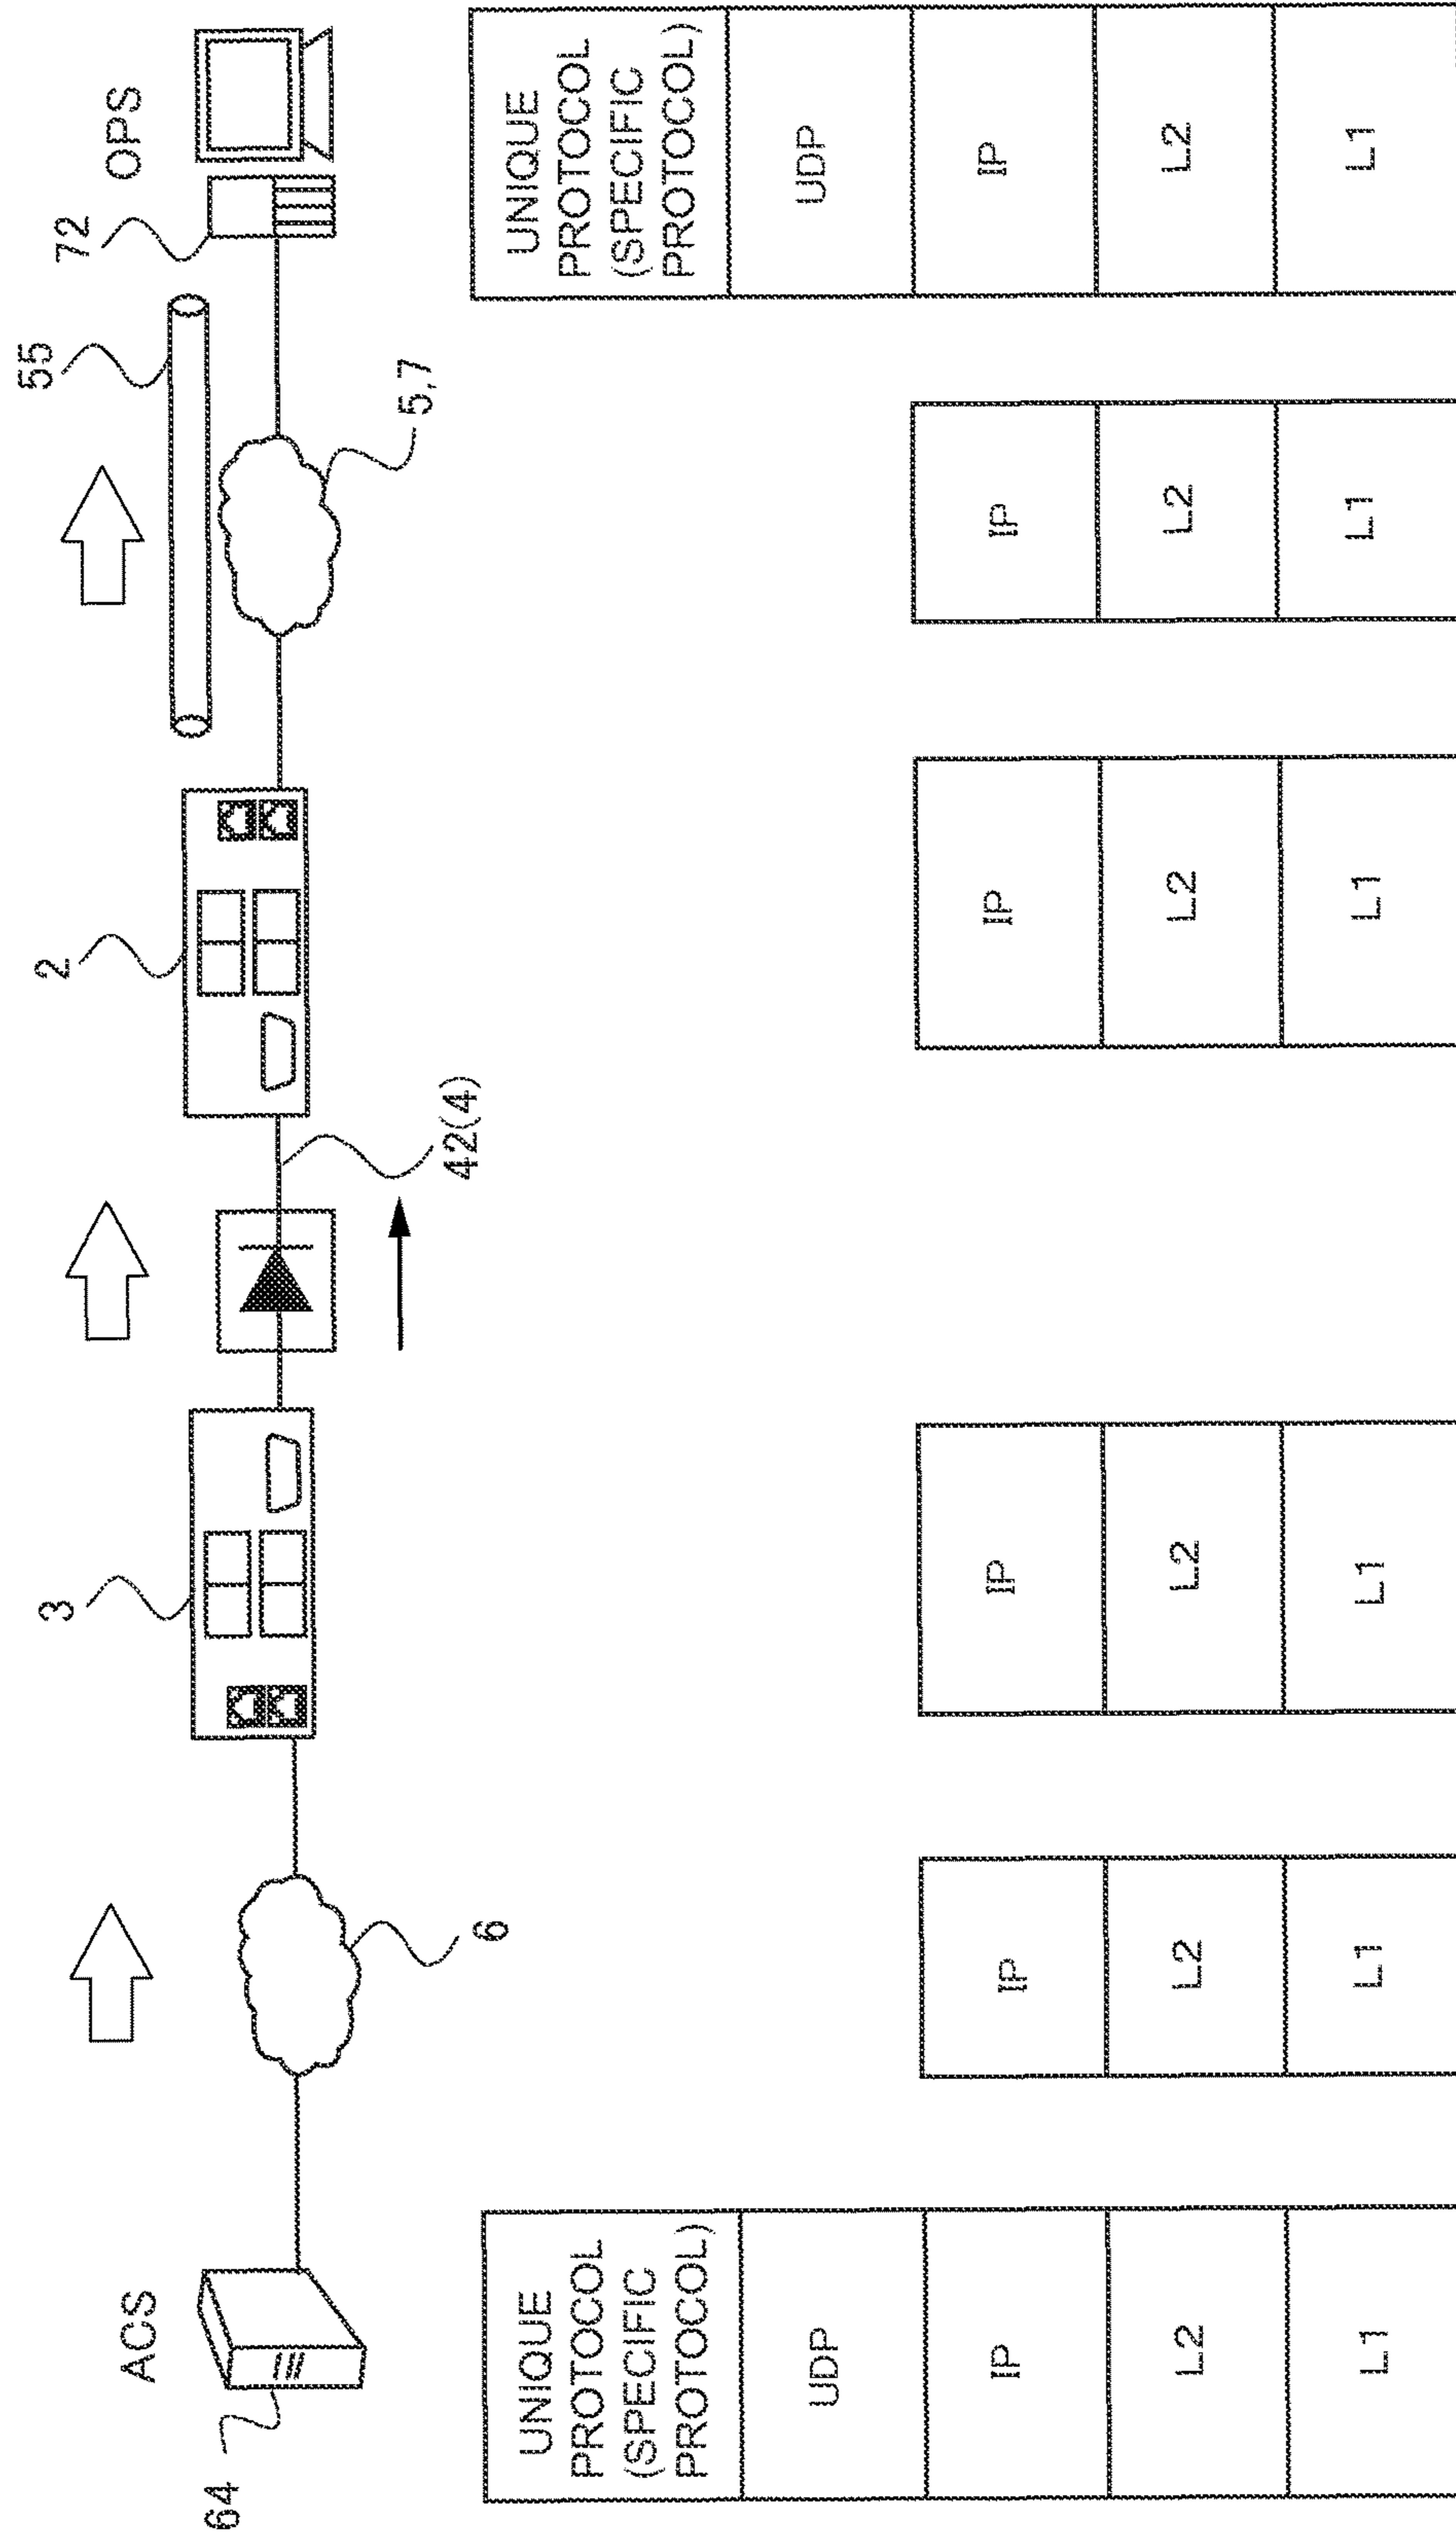 ACS
OPS
64
6
3
42(4)
2
5,7
55
72
UNIQUE
PROTOCOL
(SPECIFIC
PROTOCOL)
UDP
IP
L2
L1
IP
L2
L1
IP
L2
L1
IP
L2
L1
IP
L2
L1
UNIQUE
PROTOCOL
(SPECIFIC
PROTOCOL)
UDP
IP
L2
L1